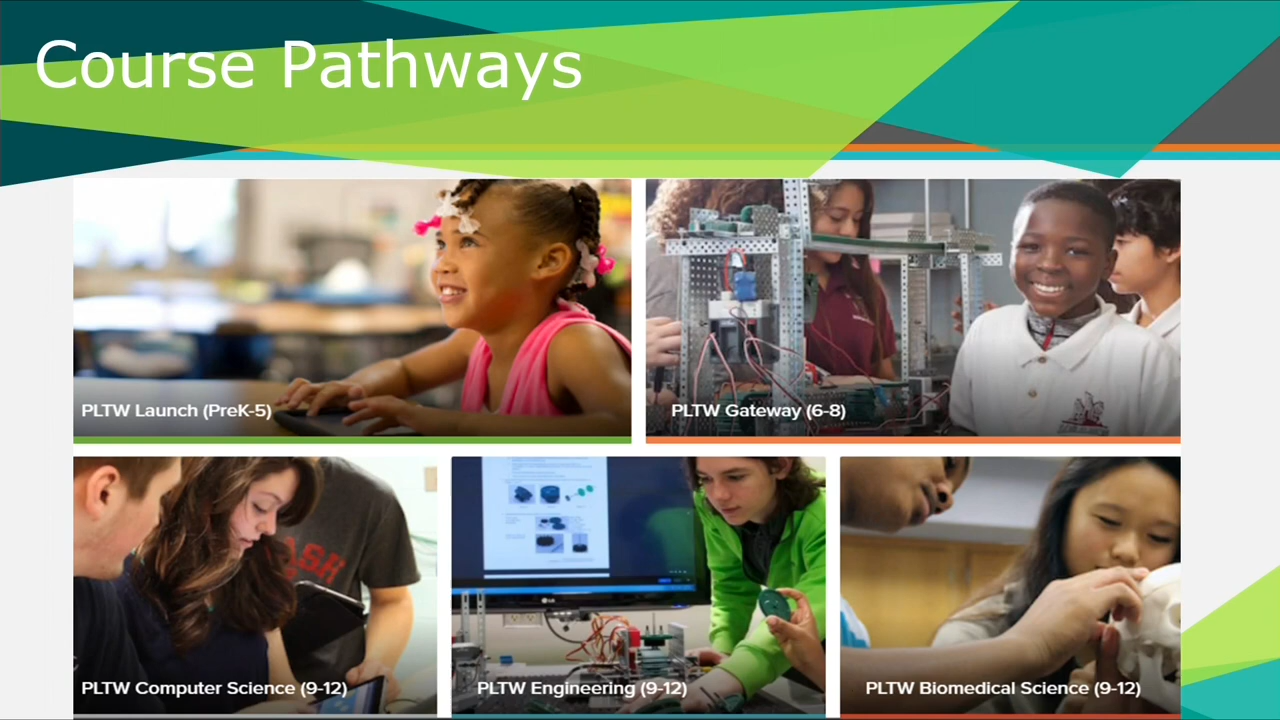 Course Pathways
PLTW Launch (PreK-5)
PLTW Gateway (6-8)
PLTW Computer Science (9-12)
PLTW Engineering (9-12)
PLTW Biomedical Science (9-12)
LG